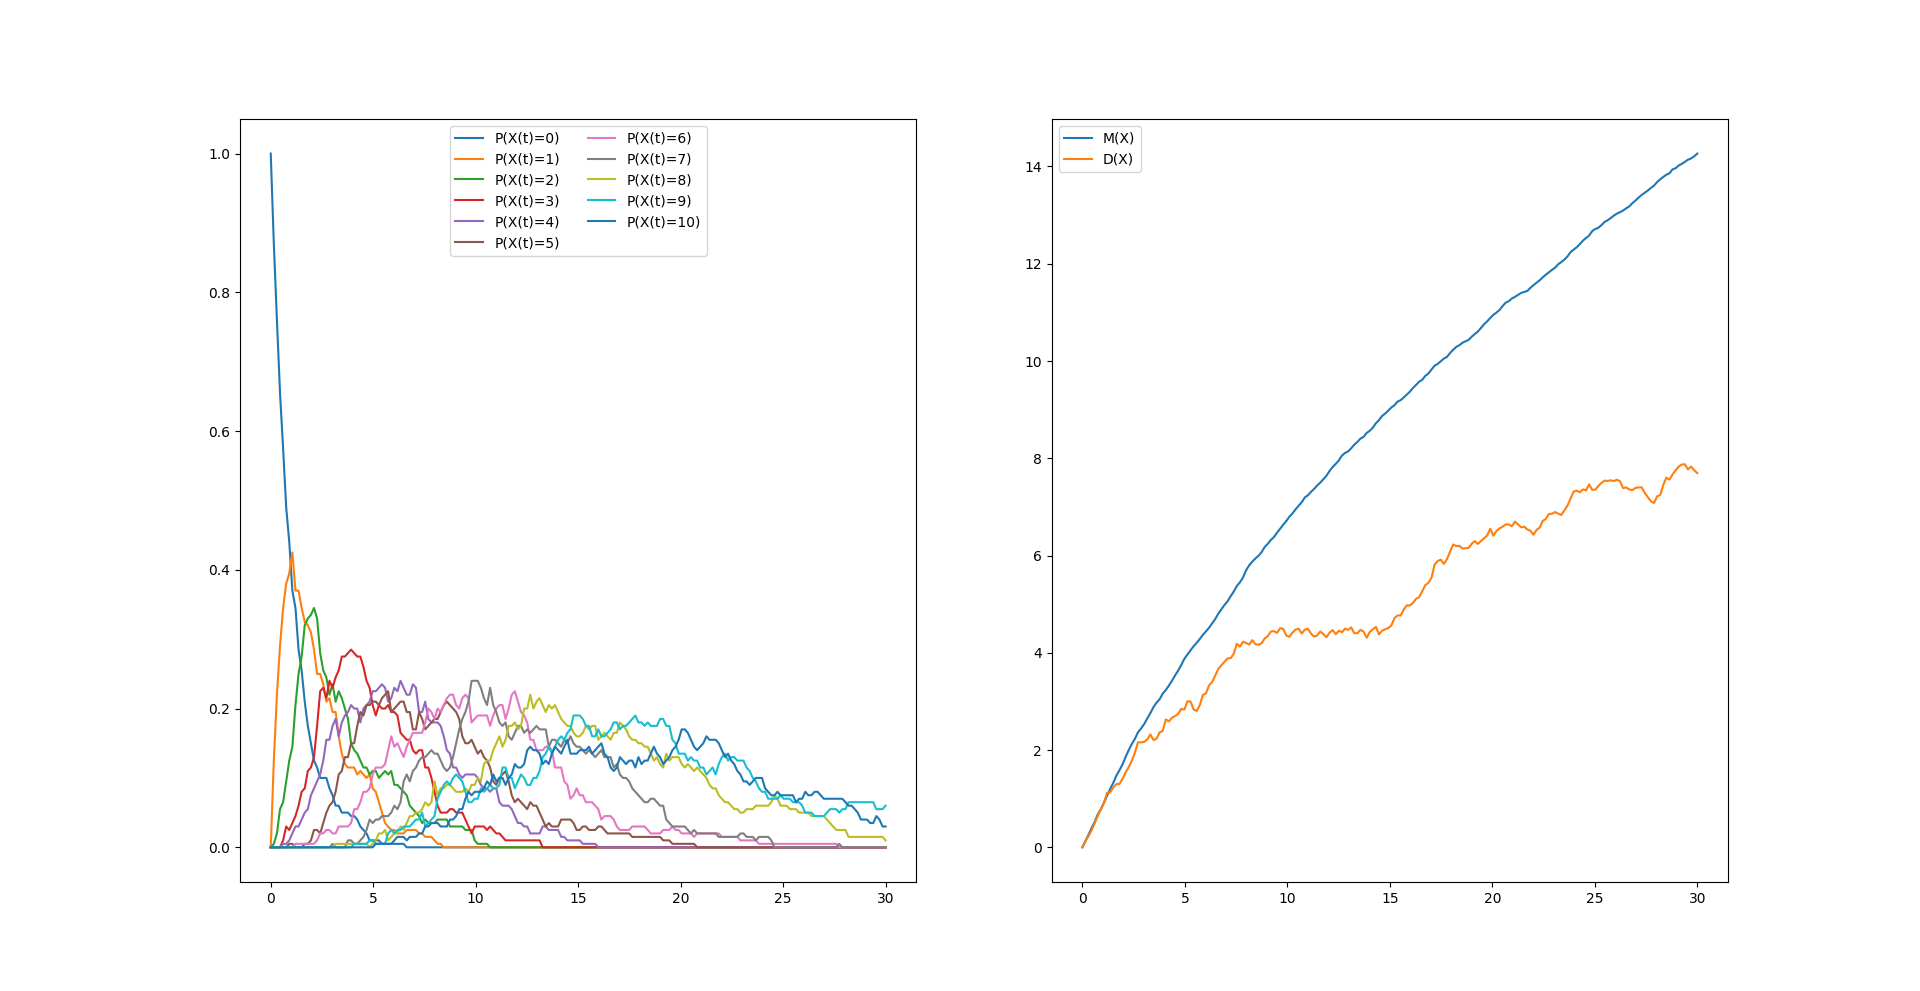 P(X(t)=0)
P(X(t)=1)
P(X(t)=2)
P(X(t)=3)
P(X(t)=4)
P(X(t)=5)
P(X(t)=6)
P(X(t)=7)
P(X(t)=8)
P(X(t)=9)
P(X(t)=10)
1.0
0.8
0.6
0.4
0.2
0.0
0 5 10 15 20 25 30
M(X)
D(X)
14
12
10
8
6
4
2
0
0 5 10 15 20 25 30